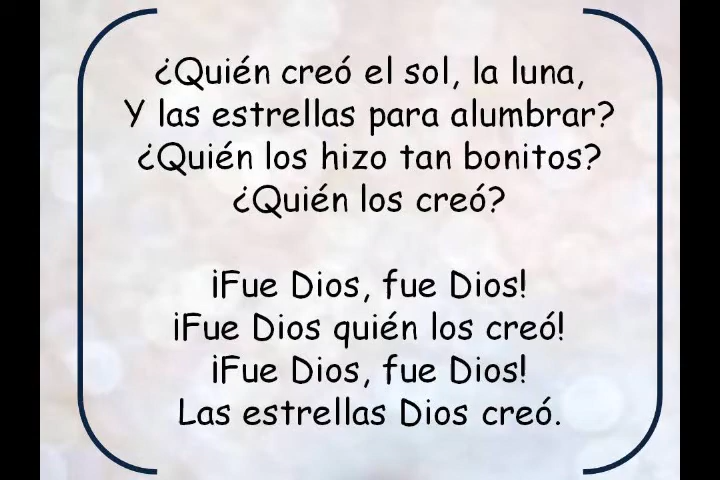 ¿Quién creó el sol, la luna,
Y las estrellas para alumbrar?
¿Quién los hizo tan bonitos?
¿Quién los creó?
¡Fue Dios, fue Dios!
¡Fue Dios quién los creó!
¡Fue Dios, fue Dios!
Las estrellas Dios creó.